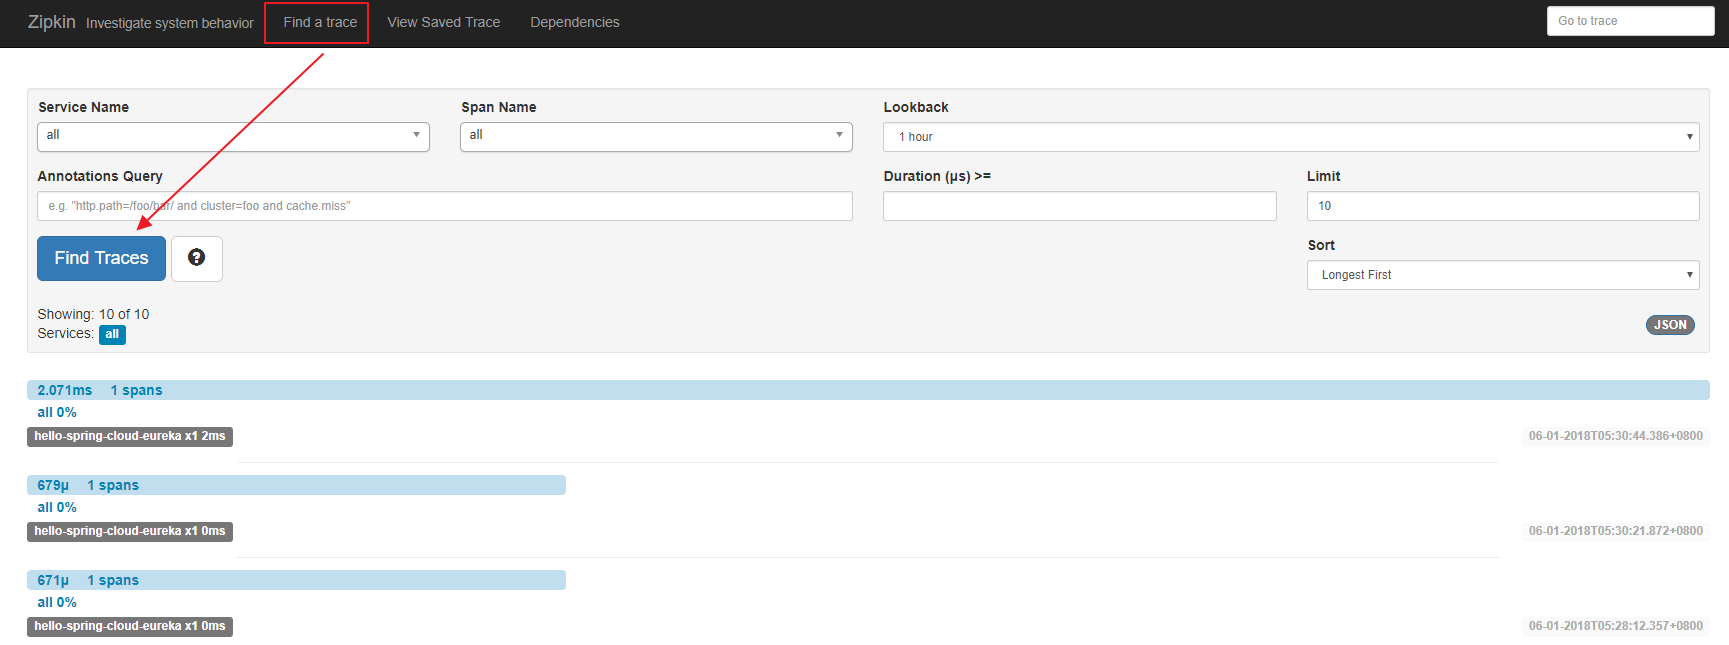 Zipkin Investigate system behavior Find a trace View Saved Trace Dependencies Go to trace
Service Name Span Name Lookback
all all 1 hour
Annotations Query Duration (μs) >= Limit
e.g. "http.path=/foo/bar/ and cluster=foo and cache.miss" 10
Find Traces ? Sort
Longest First
Showing: 10 of 10
Services: all JSON
2.071ms 1 spans
all 0%
hello-spring-cloud-eureka x1 2ms 06-01-2018T05:30:44.386+0800
679μ 1 spans
all 0%
hello-spring-cloud-eureka x1 0ms 06-01-2018T05:30:21.872+0800
671μ 1 spans
all 0%
hello-spring-cloud-eureka x1 0ms 06-01-2018T05:28:12.357+0800